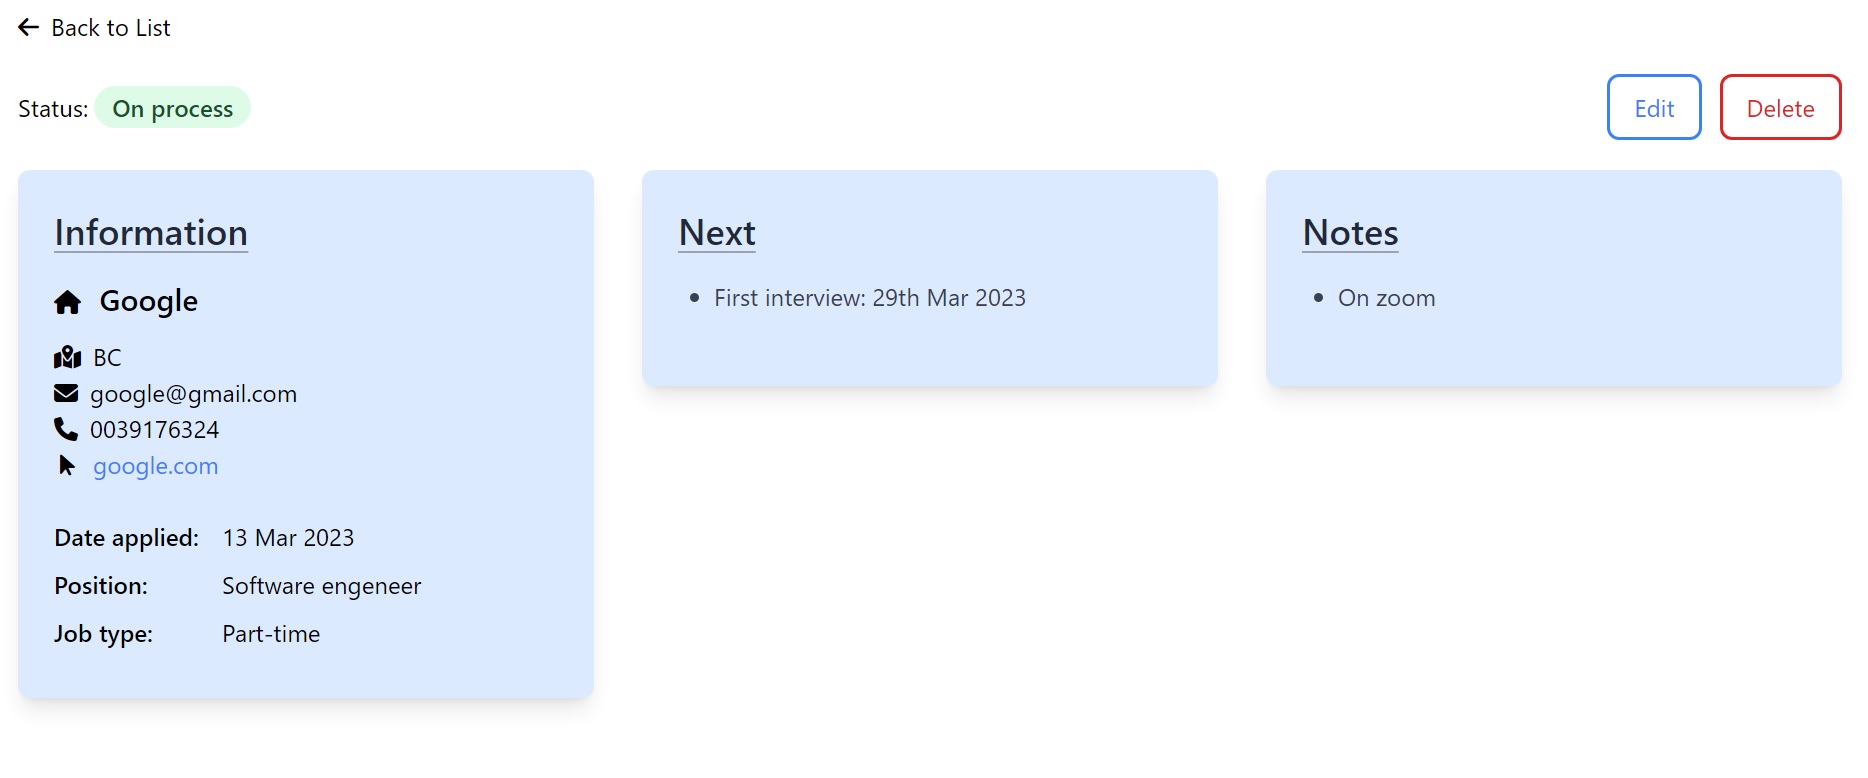 Back to List
Status: On process
Edit
Delete
Information
Google
BC
google@gmail.com
0039176324
google.com
Date applied: 13 Mar 2023
Position: Software engeneer
Job type: Part-time
Next
First interview: 29th Mar 2023
Notes
On zoom